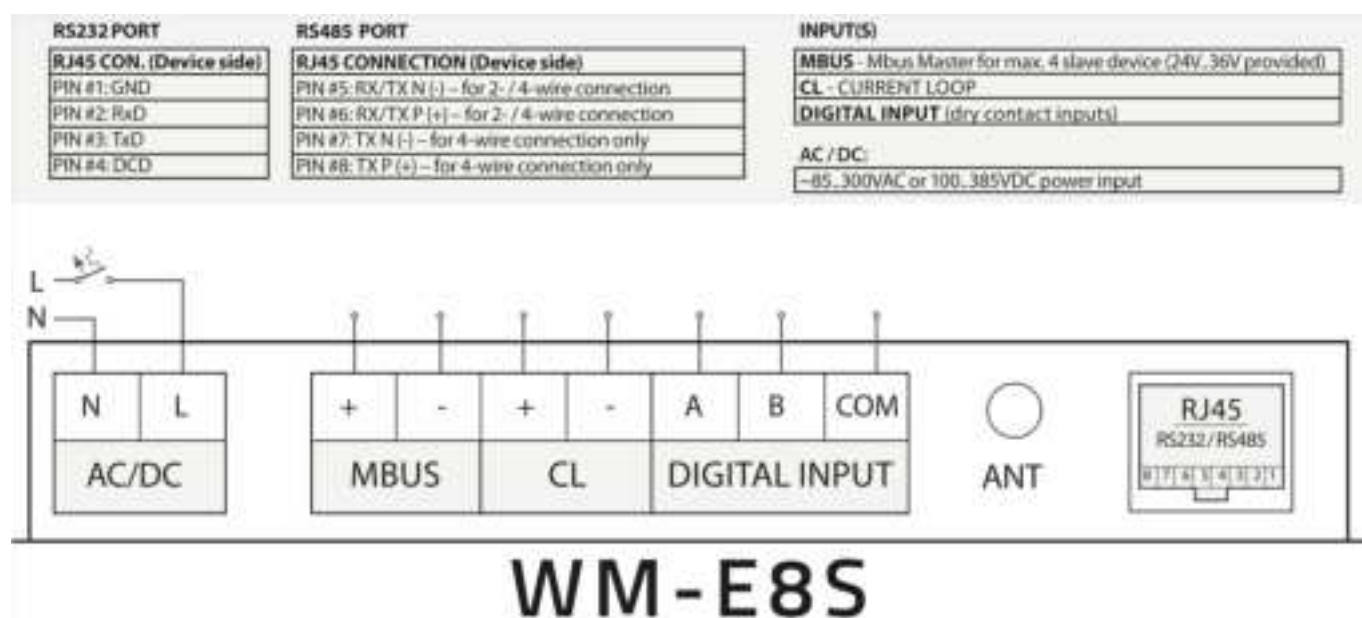 RS232 PORT
RJ45 CON. (Device side)
PIN #1: GND
PIN #2: RxD
PIN #3: TxD
PIN #4: DCD
RS485 PORT
RJ45 CONNECTION (Device side)
PIN #5: RX/TX N (-) – for 2- / 4-wire connection
PIN #6: RX/TX P (+) – for 2- / 4-wire connection
PIN #7: TX N (-) – for 4-wire connection only
PIN #8: TX P (+) – for 4-wire connection only
INPUT(S)
MBUS - Mbus Master for max. 4 slave device (24V..36V provided)
CL - CURRENT LOOP
DIGITAL INPUT (dry contact inputs)
AC / DC:
~85..300VAC or 100..385VDC power input
L
N
N L + - + - A B COM
AC/DC MBUS CL DIGITAL INPUT ANT
RJ45
RS232/RS485
8 7 6 5 4 3 2 1
WM-E8S